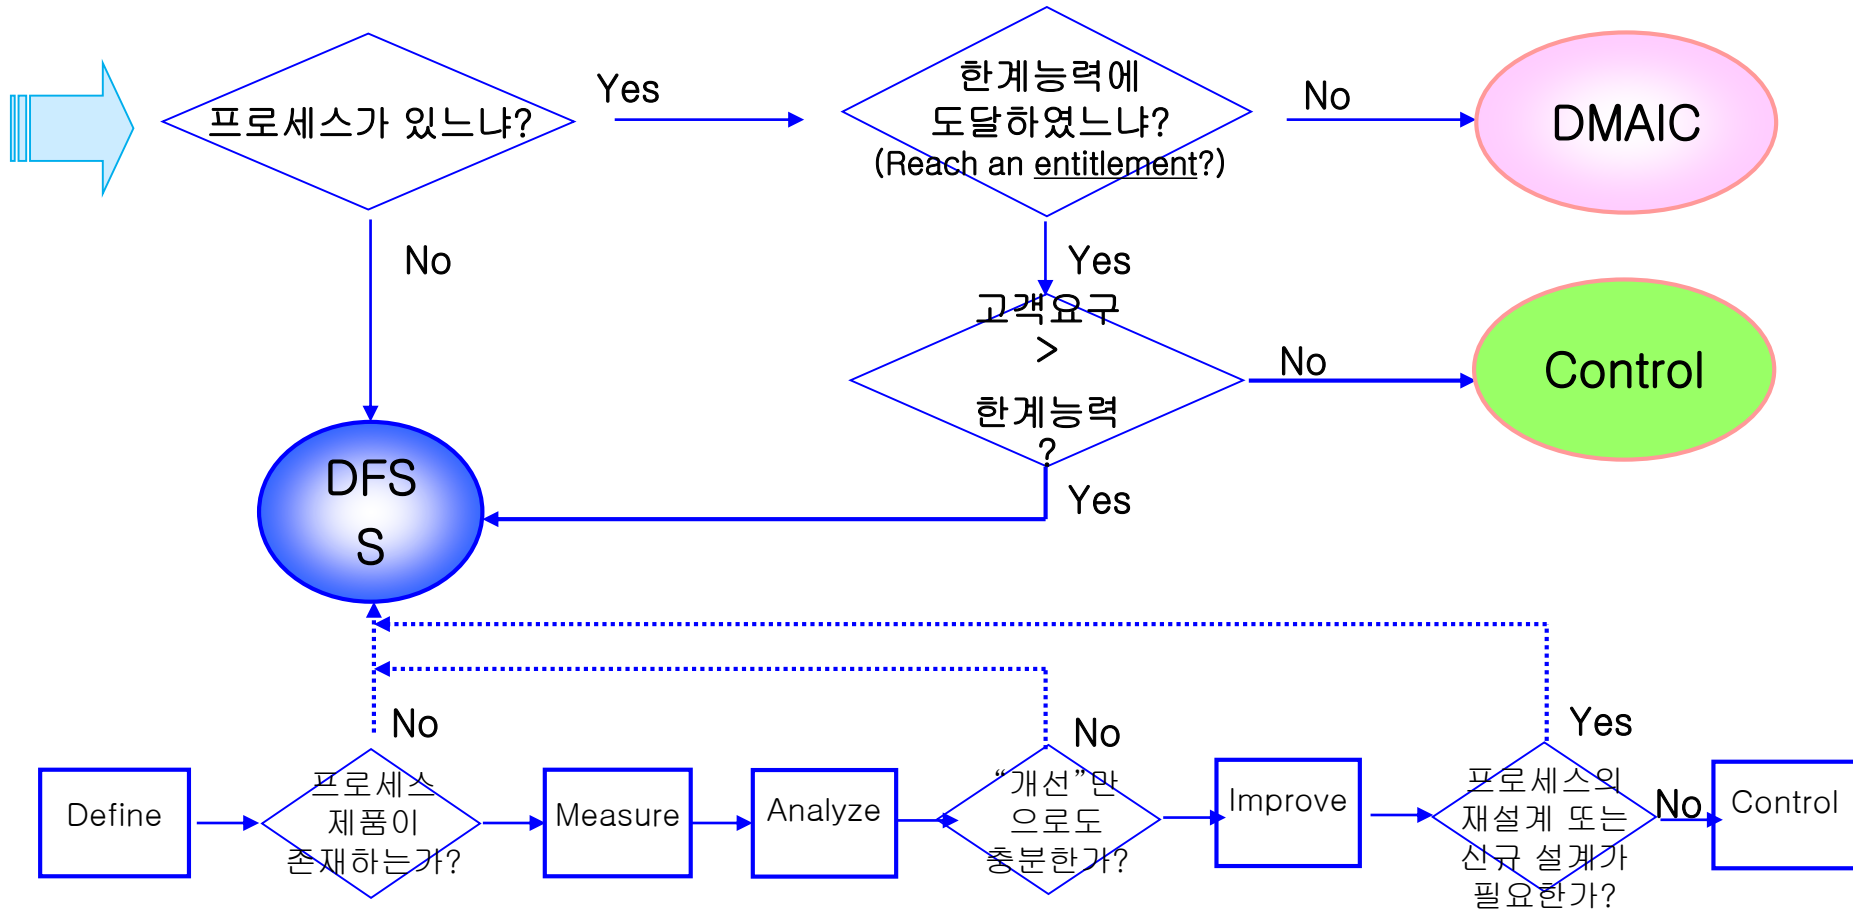 프로세스가 있느냐?
Yes
한계능력에
도달하였느냐?
(Reach an entitlement?)
No
DMAIC
No
Yes
고객요구
>
한계능력
?
No
Control
DFS
S
Yes
No
No
Yes
Define
프로세스
제품이
존재하는가?
Measure
Analyze
“개선”만
으로도
충분한가?
Improve
프로세스의
재설계 또는
신규 설계가
필요한가?
No
Control